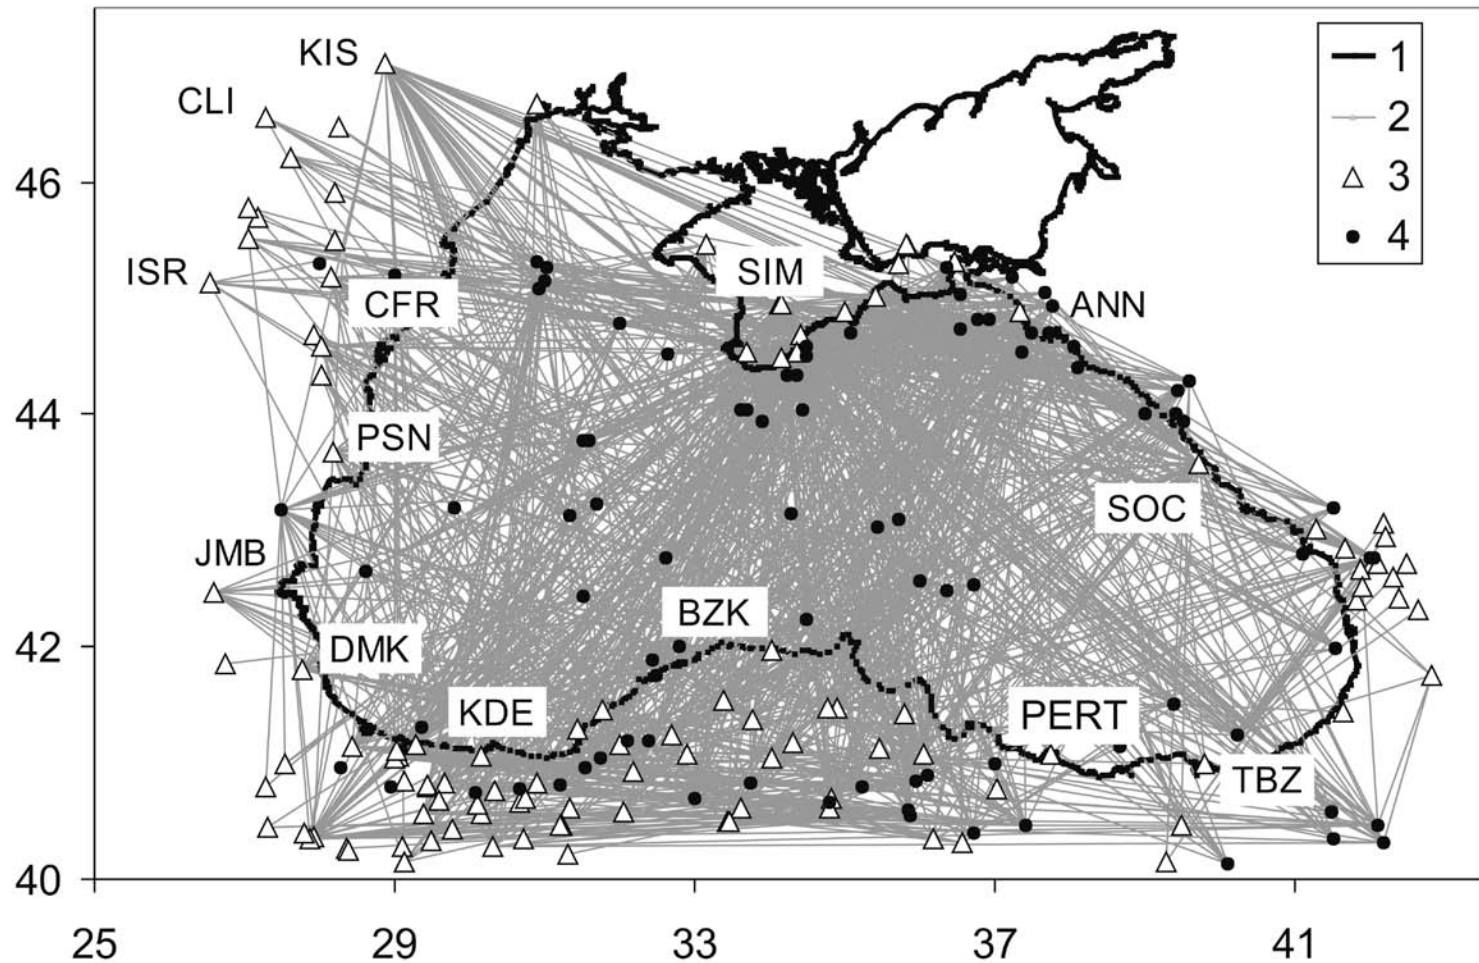 KIS
1
CLI
2
46
3
ISR
SIM
4
CFR
ANN
44
PSN
SOC
JMB
BZK
42
DMK
KDE
PERT
TBZ
40
25 29 33 37 41